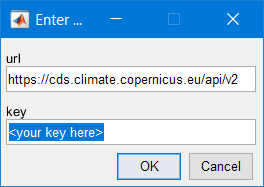 Enter ...
url
https://cds.climate.copernicus.eu/api/v2
key
<your key here>
OK Cancel